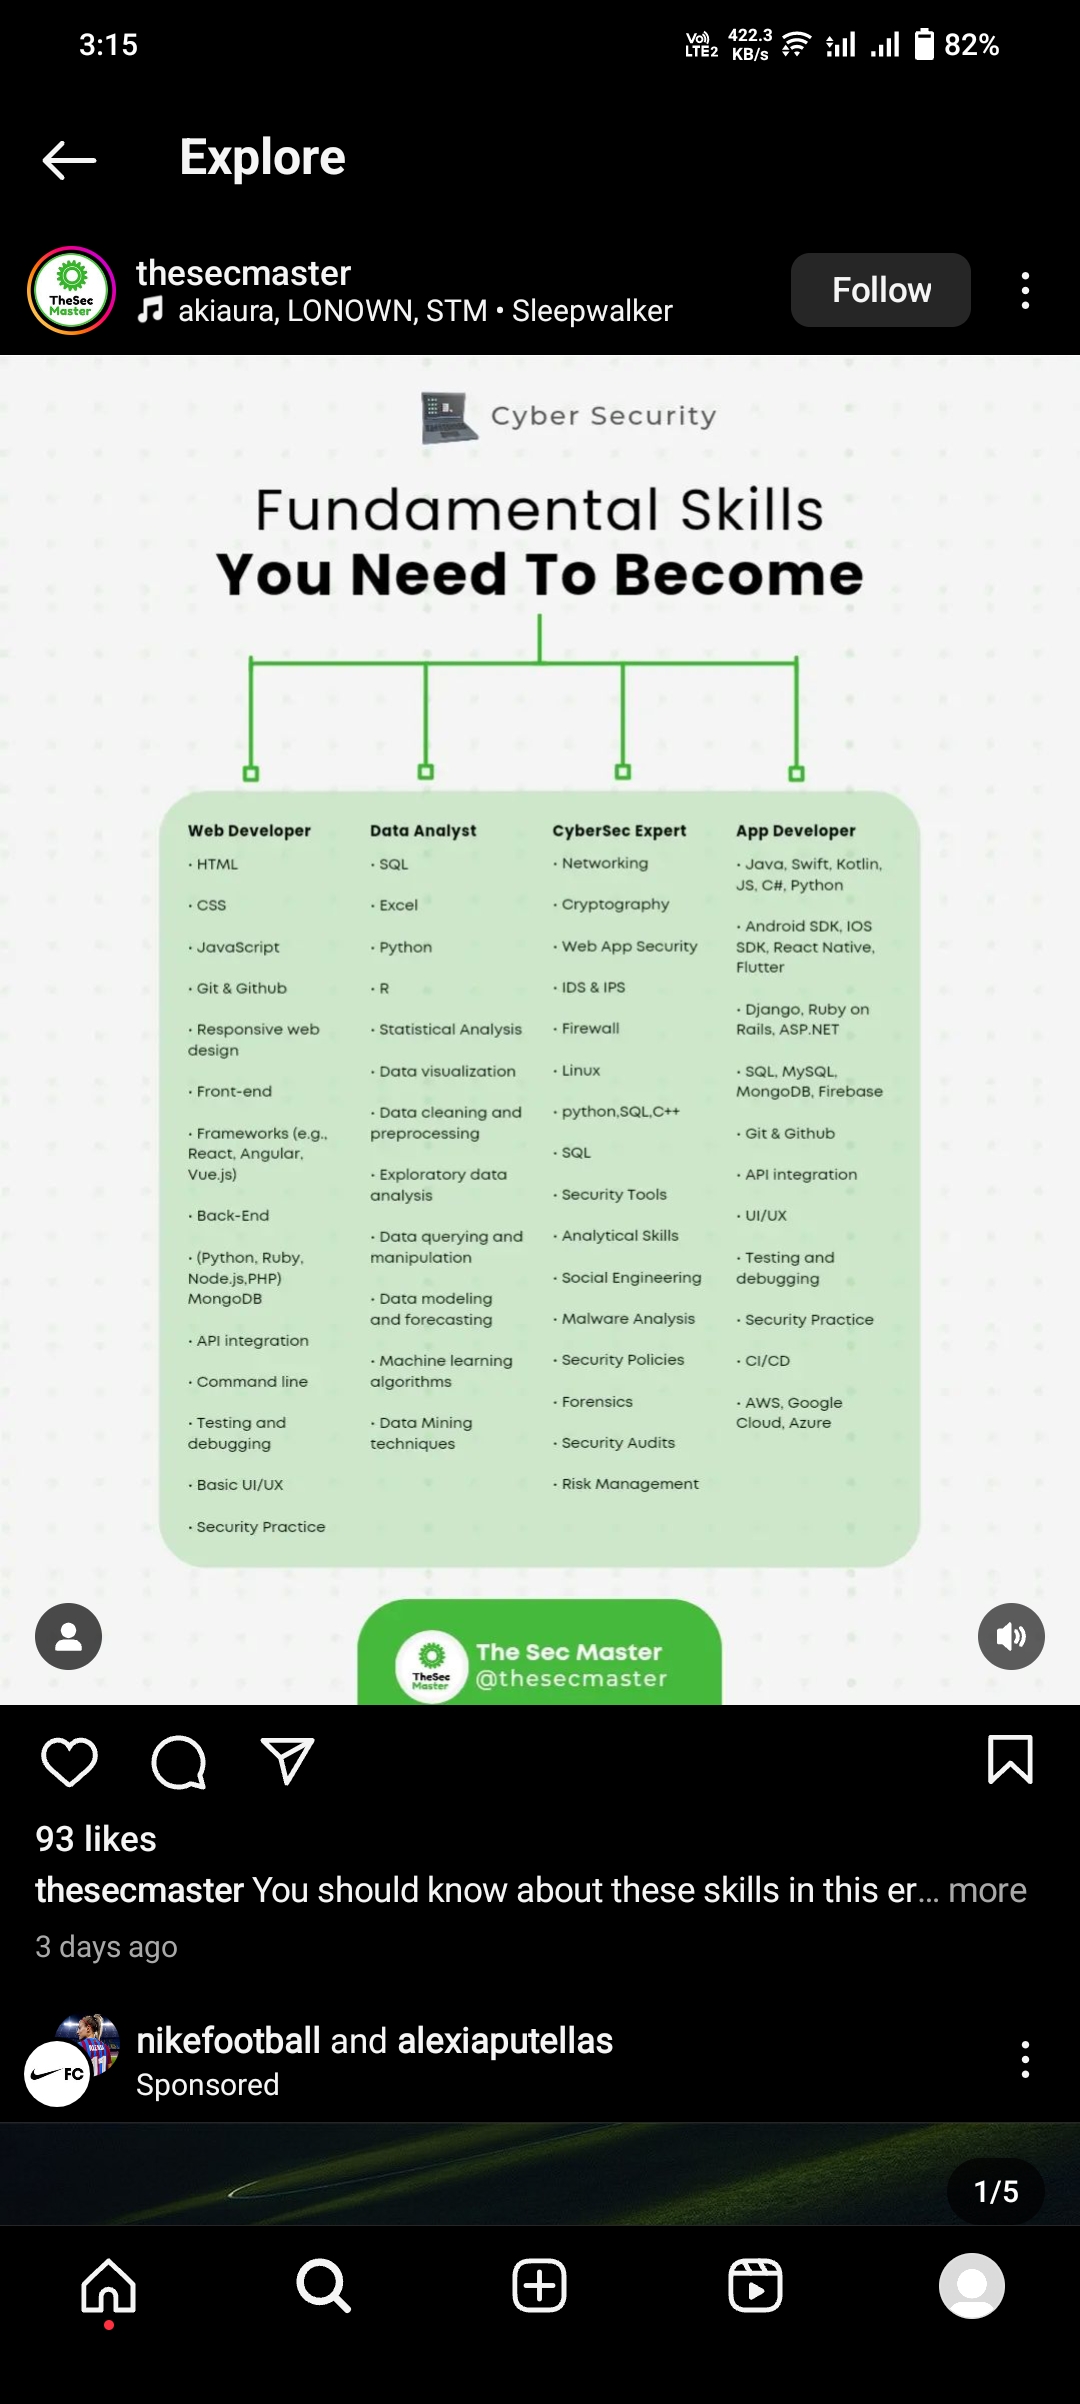 3:15
Vo) LTE2 422.3 KB/s 82%
Explore
thesecmaster
akiaura, LONOWN, STM • Sleepwalker
Follow
Cyber Security
Fundamental Skills
You Need To Become
Web Developer
· HTML
· CSS
· JavaScript
· Git & Github
· Responsive web
design
· Front-end
· Frameworks (e.g.,
React, Angular,
Vue.js)
· Back-End
· (Python, Ruby,
Node.js,PHP)
MongoDB
· API integration
· Command line
· Testing and
debugging
· Basic UI/UX
· Security Practice
Data Analyst
· SQL
· Excel
· Python
· R
· Statistical Analysis
· Data visualization
· Data cleaning and
preprocessing
· Exploratory data
analysis
· Data querying and
manipulation
· Data modeling
and forecasting
· Machine learning
algorithms
· Data Mining
techniques
CyberSec Expert
· Networking
· Cryptography
· Web App Security
· IDS & IPS
· Firewall
· Linux
· python,SQL,C++
· SQL
· Security Tools
· Analytical Skills
· Social Engineering
· Malware Analysis
· Security Policies
· Forensics
· Security Audits
· Risk Management
App Developer
· Java, Swift, Kotlin,
JS, C#, Python
· Android SDK, IOS
SDK, React Native,
Flutter
· Django, Ruby on
Rails, ASP.NET
· SQL, MySQL,
MongoDB, Firebase
· Git & Github
· API integration
· UI/UX
· Testing and
debugging
· Security Practice
· CI/CD
· AWS, Google
Cloud, Azure
TheSec
Master
The Sec Master
@thesecmaster
93 likes
thesecmaster You should know about these skills in this er... more
3 days ago
FC
11
nikefootball and alexiaputellas
Sponsored
1/5